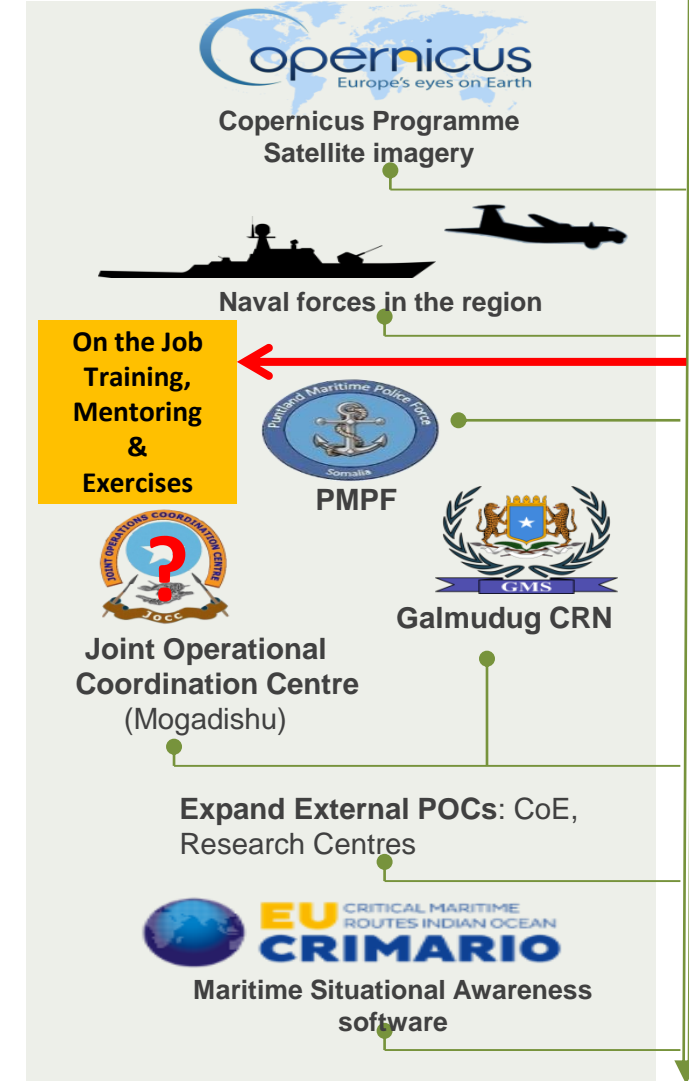 opernicus
Europe's eyes on Earth
Copernicus Programme
Satellite imagery
Naval forces in the region
On the Job
Training,
Mentoring
&
Exercises
Puntland Maritime Police Force
Somalia
PMPF
GMS
Galmudug CRN
JOINT OPERATIONS COORDINATION CENTRE
?
JOCC
Joint Operational
Coordination Centre
(Mogadishu)
Expand External POCs: CoE,
Research Centres
EU CRITICAL MARITIME
ROUTES INDIAN OCEAN
CRIMARIO
Maritime Situational Awareness
software